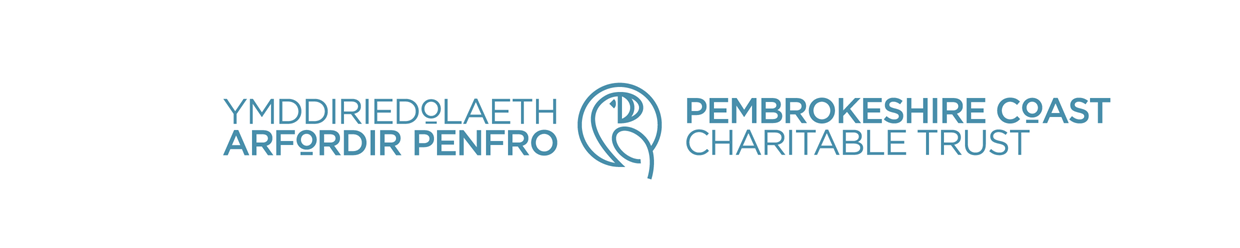 YMDDIRIEDOLAETH
ARFORDIR PENFRO
PEMBROKESHIRE COAST
CHARITABLE TRUST